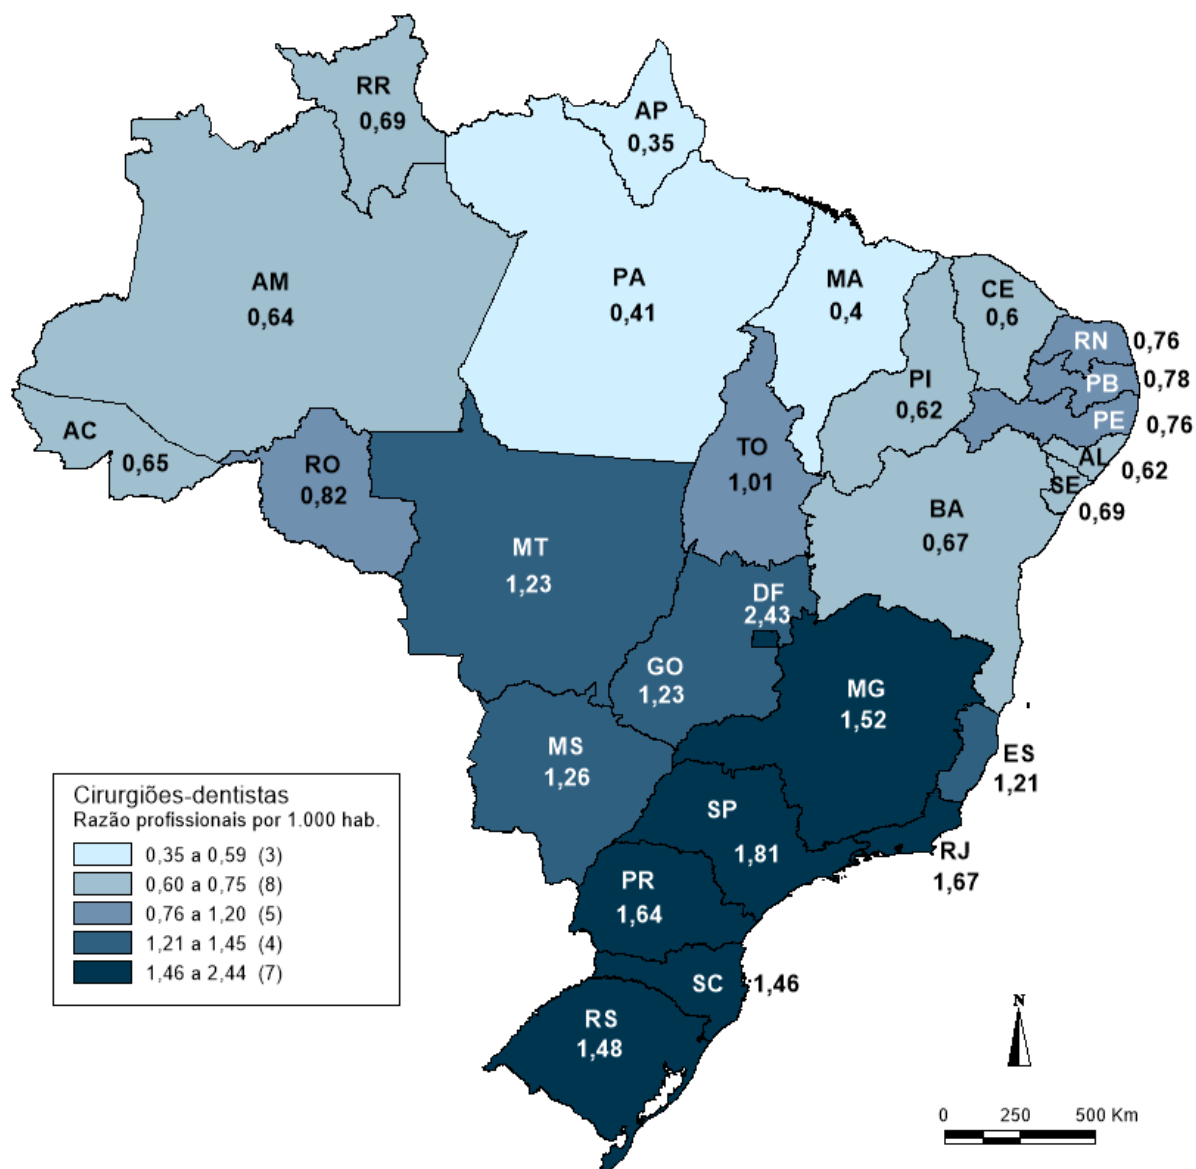 RR
0,69
AP
0,35
AM
0,64
PA
0,41
MA
0,4
CE
0,6
RN 0,76
PB 0,78
PE 0,76
PI
0,62
AC
0,65
RO
0,82
TO
1,01
AL
0,62
SE
0,69
BA
0,67
MT
1,23
DF
2,43
GO
1,23
MG
1,52
MS
1,26
ES
1,21
SP
1,81
RJ
1,67
PR
1,64
SC 1,46
RS
1,48
Cirurgiões-dentistas
Razão profissionais por 1.000 hab.
0,35 a 0,59 (3)
0,60 a 0,75 (8)
0,76 a 1,20 (5)
1,21 a 1,45 (4)
1,46 a 2,44 (7)
N
0 250 500 Km